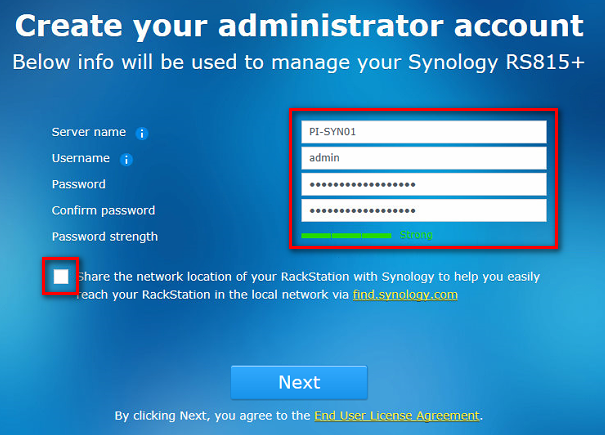 Create your administrator account
Below info will be used to manage your Synology RS815+
Server name i PI-SYN01
Username i admin
Password ••••••••••••••••••
Confirm password ••••••••••••••••••
Password strength Strong
Share the network location of your RackStation with Synology to help you easily
reach your RackStation in the local network via find.synology.com
Next
By clicking Next, you agree to the End User License Agreement.